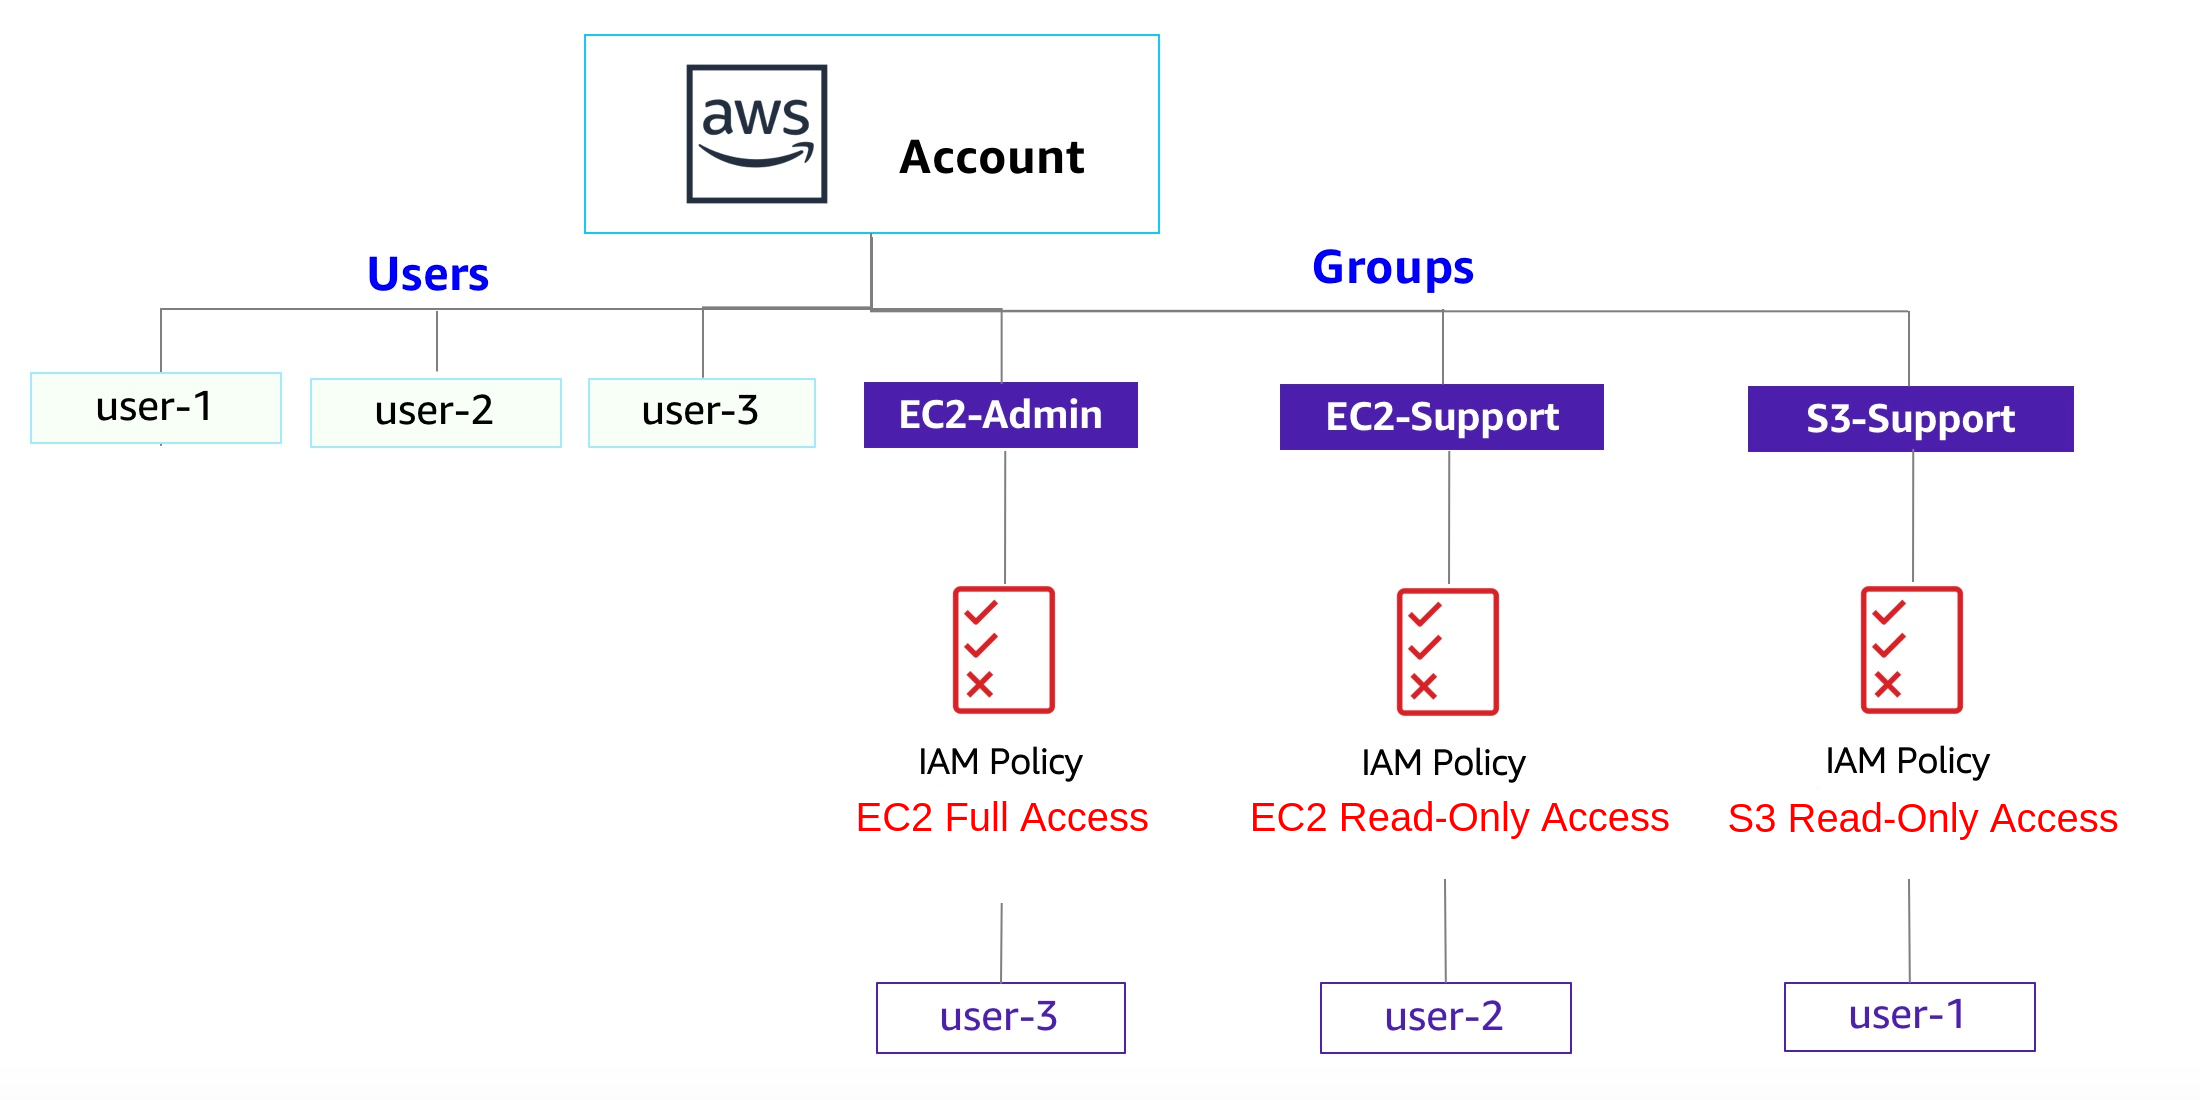 aws
Account
Users
Groups
user-1
user-2
user-3
EC2-Admin
EC2-Support
S3-Support
IAM Policy
EC2 Full Access
IAM Policy
EC2 Read-Only Access
IAM Policy
S3 Read-Only Access
user-3
user-2
user-1